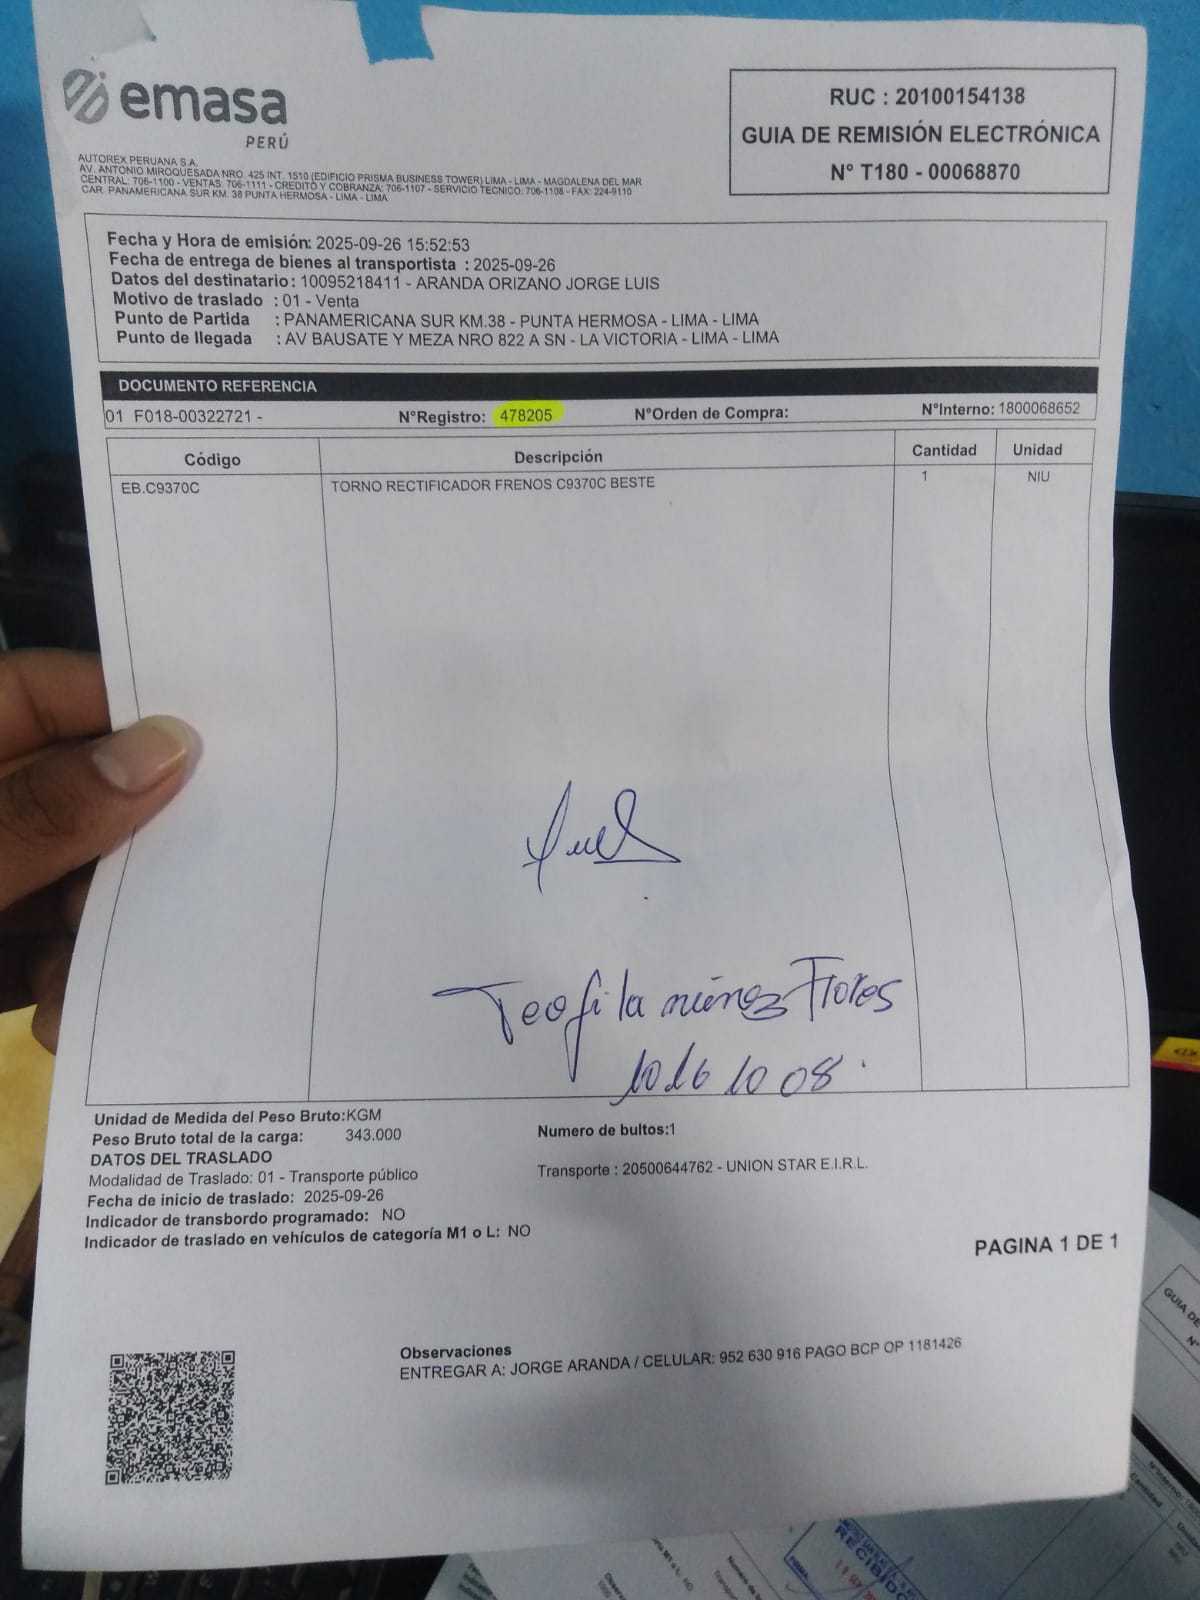 emasa
PERÚ
AUTOREX PERUANA S.A.
AV. ANTONIO MIROQUESADA NRO. 425 INT. 1510 (EDIFICIO PRISMA BUSINESS TOWER) LIMA - LIMA - MAGDALENA DEL MAR
CENTRAL: 706-1100 - VENTAS: 706-1111 - CREDITO Y COBRANZA: 706-1107 - SERVICIO TECNICO: 706-1108 - FAX: 224-9110
CAR. PANAMERICANA SUR KM. 38 PUNTA HERMOSA - LIMA - LIMA
RUC : 20100154138
GUIA DE REMISIÓN ELECTRÓNICA
N° T180 - 00068870
Fecha y Hora de emisión: 2025-09-26 15:52:53
Fecha de entrega de bienes al transportista : 2025-09-26
Datos del destinatario : 10095218411 - ARANDA ORIZANO JORGE LUIS
Motivo de traslado : 01 - Venta
Punto de Partida : PANAMERICANA SUR KM.38 - PUNTA HERMOSA - LIMA - LIMA
Punto de llegada : AV BAUSATE Y MEZA NRO 822 A SN - LA VICTORIA - LIMA - LIMA
DOCUMENTO REFERENCIA
01 F018-00322721 - N°Registro: 478205 N°Orden de Compra: N°Interno: 1800068652
Código Descripción Cantidad Unidad
EB.C9370C TORNO RECTIFICADOR FRENOS C9370C BESTE 1 NIU
Teofila núñez Flores
10161008
Unidad de Medida del Peso Bruto:KGM
Peso Bruto total de la carga: 343.000 Numero de bultos:1
DATOS DEL TRASLADO
Modalidad de Traslado: 01 - Transporte público Transporte : 20500644762 - UNION STAR E.I.R.L.
Fecha de inicio de traslado: 2025-09-26
Indicador de transbordo programado: NO
Indicador de traslado en vehículos de categoría M1 o L: NO
PAGINA 1 DE 1
Observaciones
ENTREGAR A: JORGE ARANDA / CELULAR: 952 630 916 PAGO BCP OP 1181426
GUIA DE
N°
Cantidad
RECIBIDO